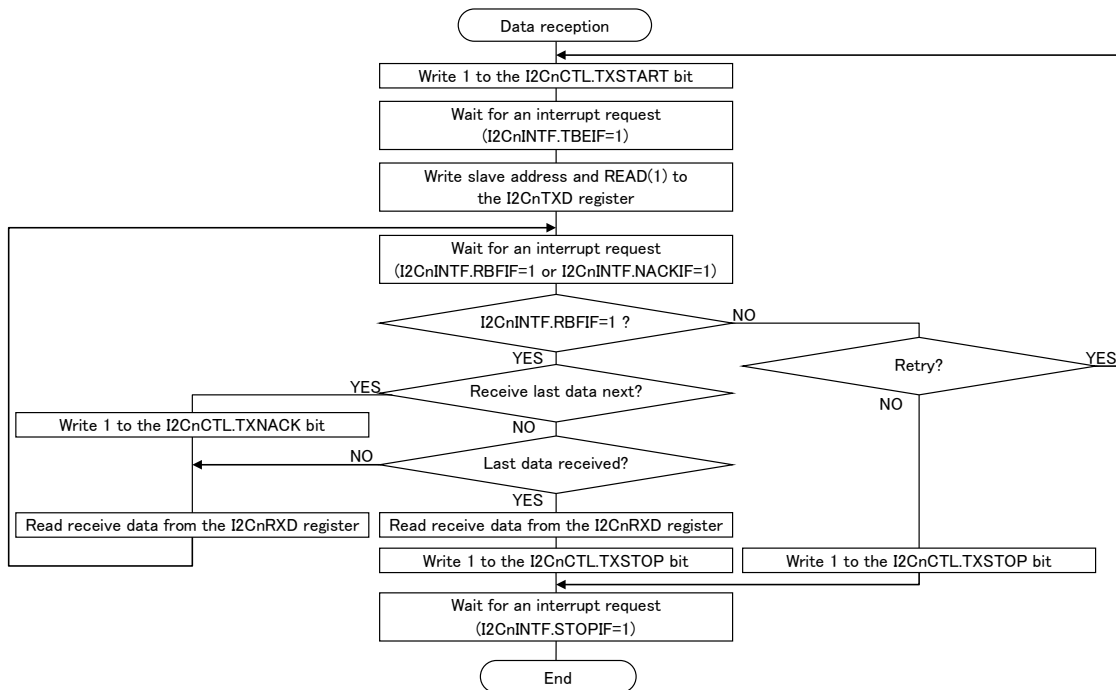 Data reception
Write 1 to the I2CnCTL.TXSTART bit
Wait for an interrupt request
(I2CnINTF.TBEIF=1)
Write slave address and READ(1) to
the I2CnTXD register
Wait for an interrupt request
(I2CnINTF.RBFIF=1 or I2CnINTF.NACKIF=1)
I2CnINTF.RBFIF=1 ?
NO
YES
Retry?
YES
NO
Receive last data next?
YES
NO
Write 1 to the I2CnCTL.TXNACK bit
Last data received?
NO
YES
Read receive data from the I2CnRXD register
Read receive data from the I2CnRXD register
Write 1 to the I2CnCTL.TXSTOP bit
Write 1 to the I2CnCTL.TXSTOP bit
Wait for an interrupt request
(I2CnINTF.STOPIF=1)
End